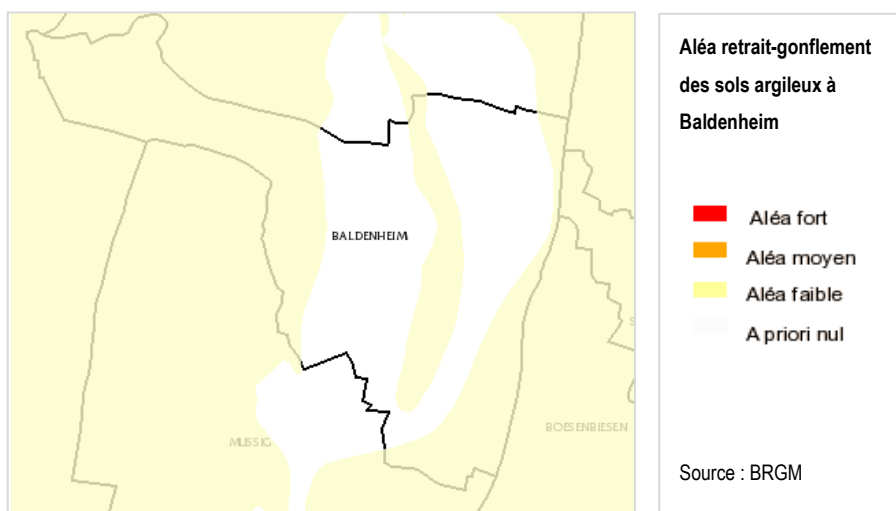 BALDENHEIM
MUSSIG
BOESENBIESEN
S
Aléa retrait-gonflement
des sols argileux à
Baldenheim
Aléa fort
Aléa moyen
Aléa faible
A priori nul
Source : BRGM